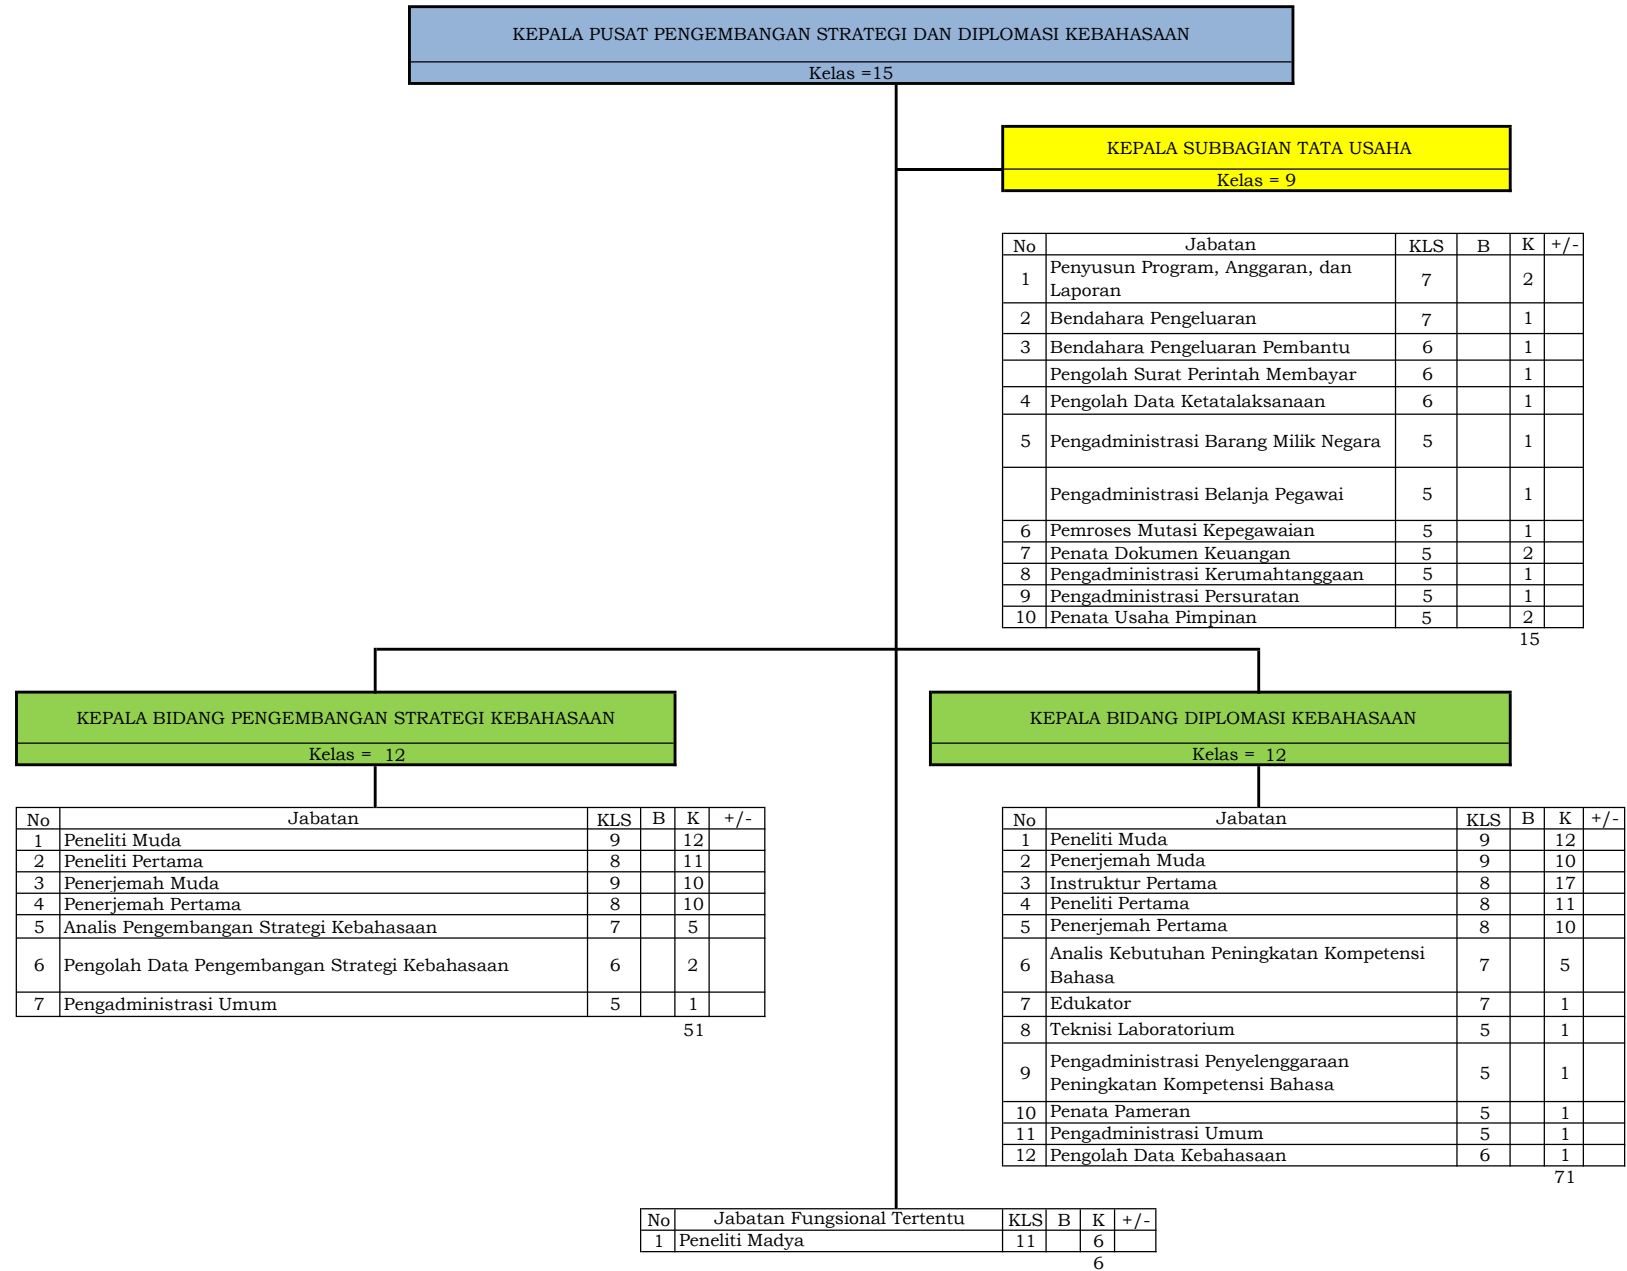 KEPALA PUSAT PENGEMBANGAN STRATEGI DAN DIPLOMASI KEBAHASAAN
Kelas =15
KEPALA SUBBAGIAN TATA USAHA
Kelas = 9
No Jabatan KLS B K +/-
1 Penyusun Program, Anggaran, dan
Laporan 7 2
2 Bendahara Pengeluaran 7 1
3 Bendahara Pengeluaran Pembantu 6 1
Pengolah Surat Perintah Membayar 6 1
4 Pengolah Data Ketatalaksanaan 6 1
5 Pengadministrasi Barang Milik Negara 5 1
Pengadministrasi Belanja Pegawai 5 1
6 Pemroses Mutasi Kepegawaian 5 1
7 Penata Dokumen Keuangan 5 2
8 Pengadministrasi Kerumahtanggaan 5 1
9 Pengadministrasi Persuratan 5 1
10 Penata Usaha Pimpinan 5 2
15
KEPALA BIDANG PENGEMBANGAN STRATEGI KEBAHASAAN
Kelas = 12
No Jabatan KLS B K +/-
1 Peneliti Muda 9 12
2 Peneliti Pertama 8 11
3 Penerjemah Muda 9 10
4 Penerjemah Pertama 8 10
5 Analis Pengembangan Strategi Kebahasaan 7 5
6 Pengolah Data Pengembangan Strategi Kebahasaan 6 2
7 Pengadministrasi Umum 5 1
51
KEPALA BIDANG DIPLOMASI KEBAHASAAN
Kelas = 12
No Jabatan KLS B K +/-
1 Peneliti Muda 9 12
2 Penerjemah Muda 9 10
3 Instruktur Pertama 8 17
4 Peneliti Pertama 8 11
5 Penerjemah Pertama 8 10
6 Analis Kebutuhan Peningkatan Kompetensi
Bahasa 7 5
7 Edukator 7 1
8 Teknisi Laboratorium 5 1
9 Pengadministrasi Penyelenggaraan
Peningkatan Kompetensi Bahasa 5 1
10 Penata Pameran 5 1
11 Pengadministrasi Umum 5 1
12 Pengolah Data Kebahasaan 6 1
71
No Jabatan Fungsional Tertentu KLS B K +/-
1 Peneliti Madya 11 6
6